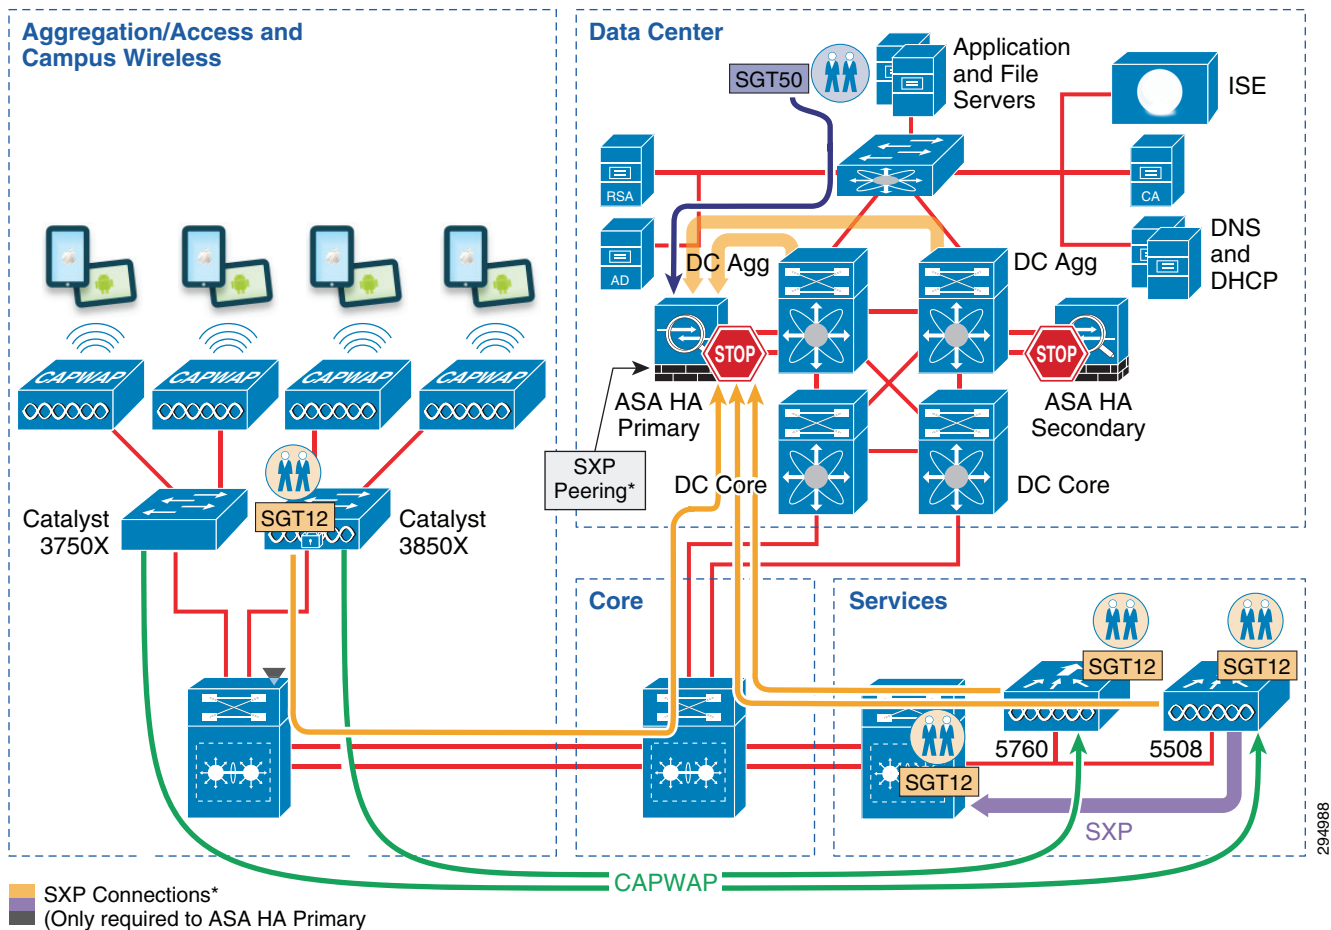 Aggregation/Access and
Campus Wireless
Data Center
SGT50
Application
and File
Servers
ISE
RSA
CA
AD
DNS
and
DHCP
DC Agg
DC Agg
STOP
STOP
ASA HA
Primary
ASA HA
Secondary
SXP
Peering*
DC Core
DC Core
CAPWAP
CAPWAP
CAPWAP
CAPWAP
Catalyst
3750X
SGT12
Catalyst
3850X
Core
Services
SGT12
SGT12
5760
5508
SGT12
SXP
CAPWAP
294988
SXP Connections*
(Only required to ASA HA Primary